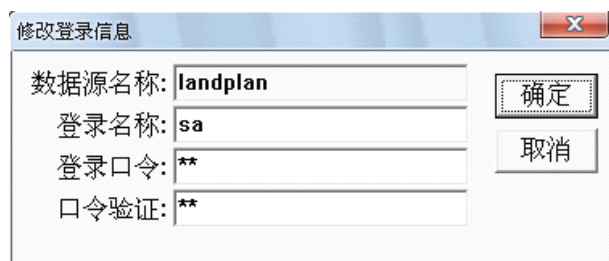 修改登录信息
数据源名称: landplan
登录名称: sa
登录口令: **
口令验证: **
确定
取消